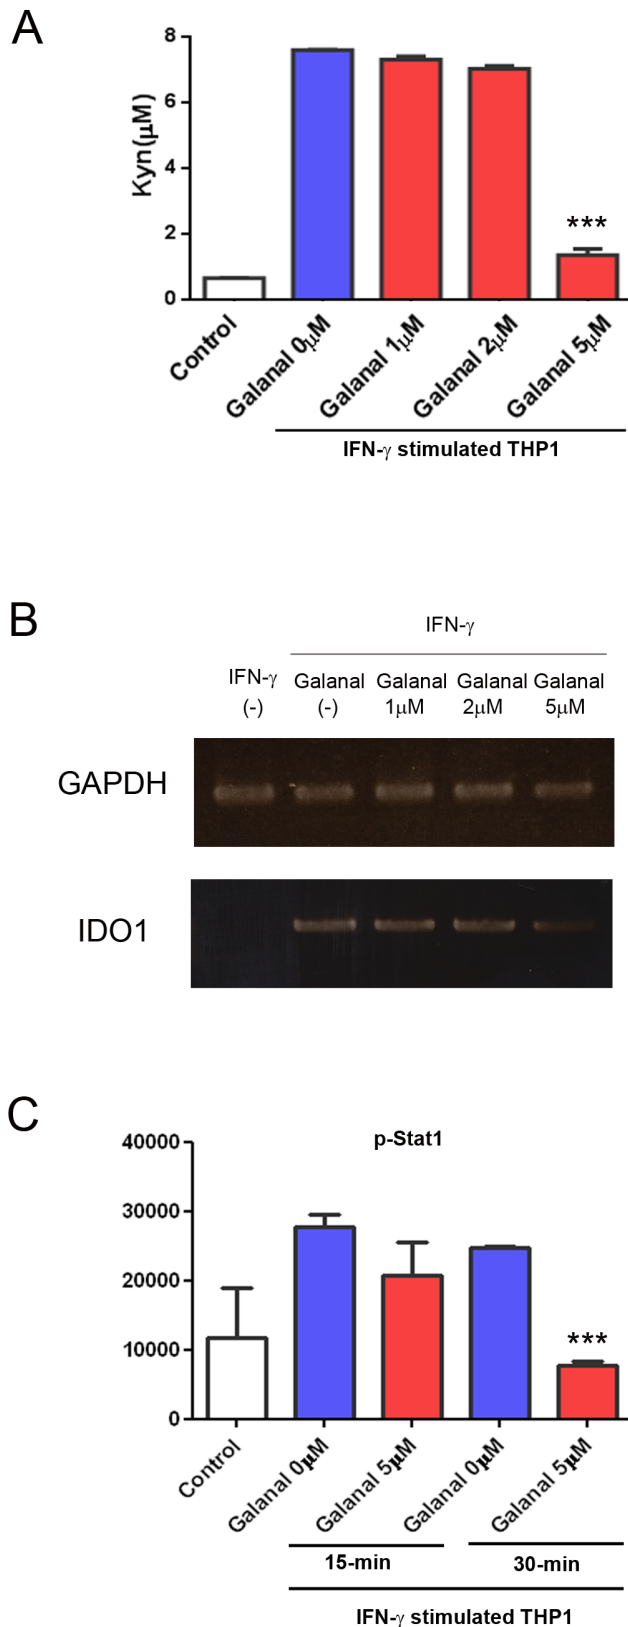 A
8
6
4
2
0
Kyn(μM)
***
Control
Galanal 0μM
Galanal 1μM
Galanal 2μM
Galanal 5μM
IFN-γ stimulated THP1
B
IFN-γ
IFN-γ Galanal Galanal Galanal Galanal
(-) (-) 1μM 2μM 5μM
GAPDH
IDO1
C
p-Stat1
40000
30000
20000
10000
0
***
Control
Galanal 0μM
Galanal 5μM
Galanal 0μM
Galanal 5μM
15-min 30-min
IFN-γ stimulated THP1